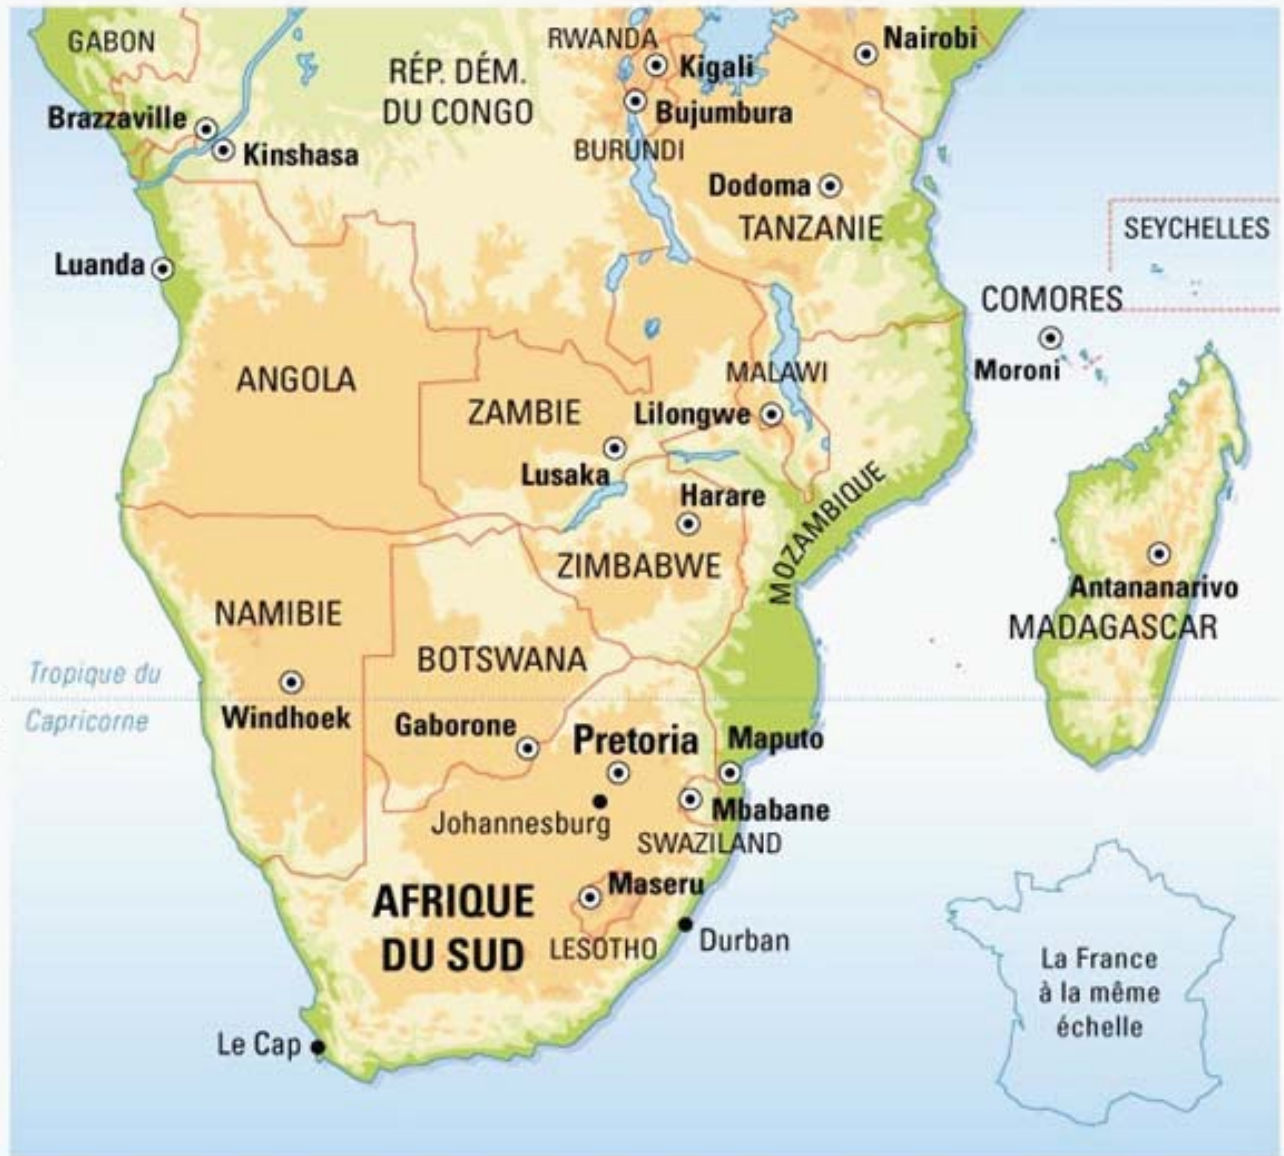 GABON
RÉP. DÉM.
DU CONGO
RWANDA
Kigali
Nairobi
Brazzaville
Kinshasa
Bujumbura
BURUNDI
Dodoma
TANZANIE
SEYCHELLES
Luanda
COMORES
Moroni
ANGOLA
ZAMBIE
MALAWI
Lilongwe
Lusaka
Harare
MOZAMBIQUE
ZIMBABWE
Antananarivo
MADAGASCAR
NAMIBIE
BOTSWANA
Tropique du
Capricorne
Windhoek
Gaborone
Pretoria
Maputo
Johannesburg
Mbabane
SWAZILAND
Maseru
AFRIQUE
DU SUD
LESOTHO
Durban
La France
à la même
échelle
Le Cap